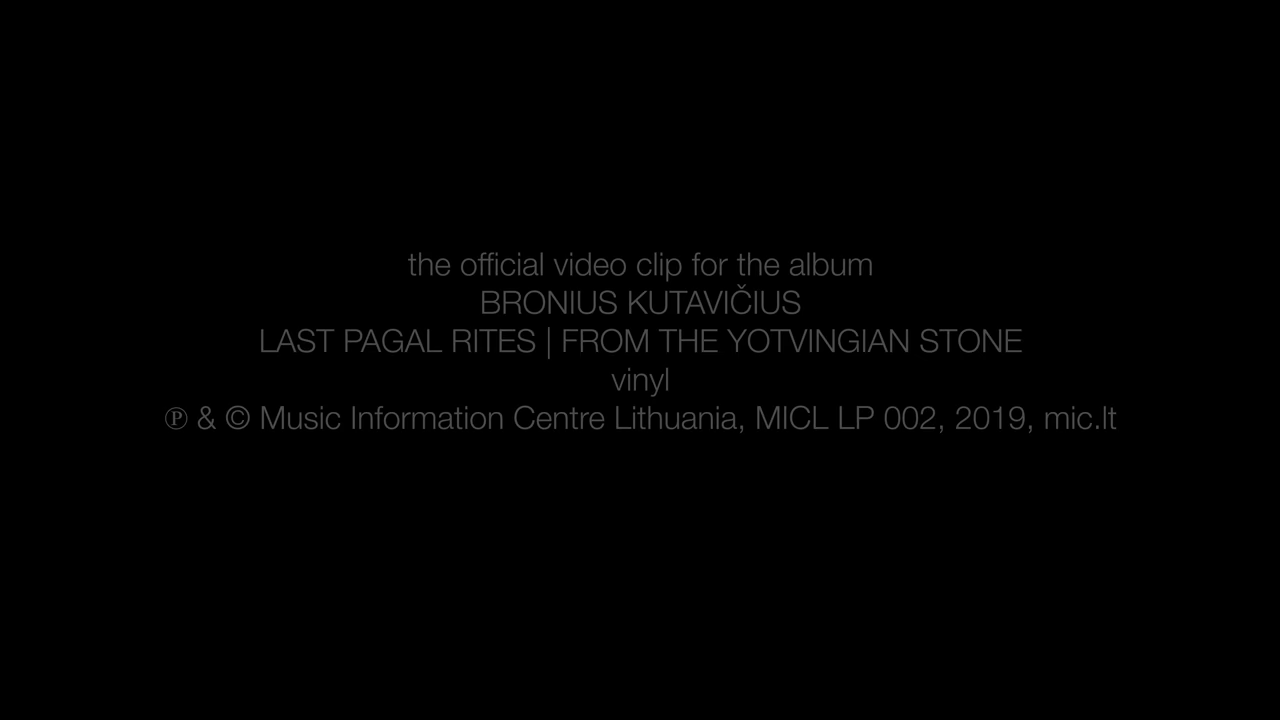 the official video clip for the album
BRONIUS KUTAVIČIUS
LAST PAGAL RITES | FROM THE YOTVINGIAN STONE
vinyl
℗ & © Music Information Centre Lithuania, MICL LP 002, 2019, mic.lt